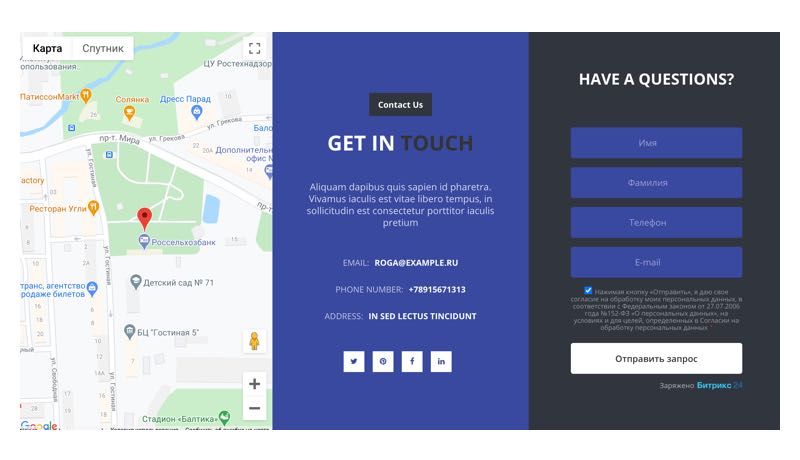 Карта
Спутник
опользования..
ЦУ Ростехнадзор
ПатиссонMarkt
Солянка
Дресс Парад
ул. Грекова
ул. Грекова
пр-т. Мира
Бало
20A
22
Дополнительн
офис №
ул. Гостиная
actory
Ресторан Угли
Россельхозбанк
транс, агентство
родаже билетов
Детский сад № 71
БЦ "Гостиная 5"
ул. Гостиная
ул. Свободная
Стадион «Балтика»
Google
Contact Us
GET IN TOUCH
Aliquam dapibus quis sapien id pharetra.
Vivamus iaculis est vitae libero tempus, in
sollicitudin est consectetur porttitor iaculis
pretium
EMAIL: ROGA@EXAMPLE.RU
PHONE NUMBER: +78915671313
ADDRESS: IN SED LECTUS TINCIDUNT
HAVE A QUESTIONS?
Имя
Фамилия
Телефон
E-mail
Нажимая кнопку «Отправить», я даю свое
согласие на обработку моих персональных данных, в
соответствии с Федеральным законом от 27.07.2006
года №152-ФЗ «О персональных данных», на
условиях и для целей, определенных в Согласии на
обработку персональных данных *
Отправить запрос
Заряжено Битрикс 24